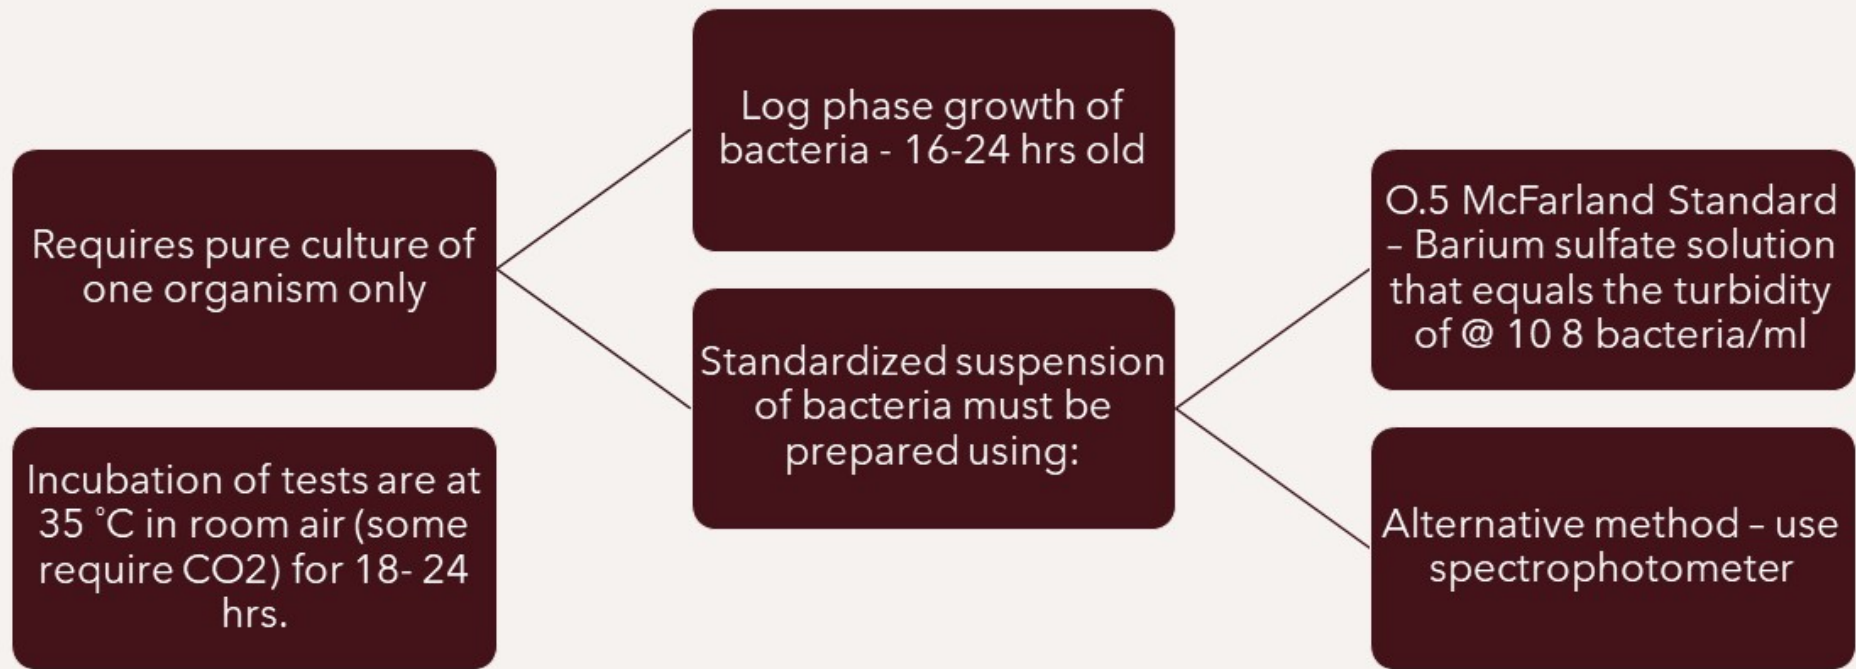 Requires pure culture of
one organism only
Incubation of tests are at
35 ˚C in room air (some
require CO2) for 18- 24
hrs.
Log phase growth of
bacteria - 16-24 hrs old
Standardized suspension
of bacteria must be
prepared using:
O.5 McFarland Standard
– Barium sulfate solution
that equals the turbidity
of @ 10 8 bacteria/ml
Alternative method – use
spectrophotometer